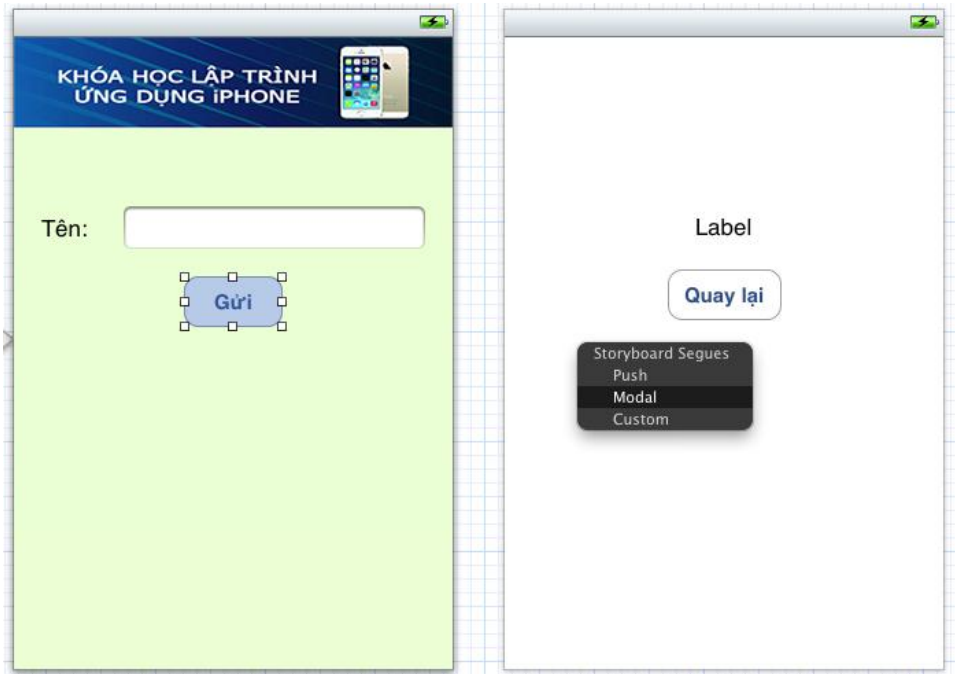 KHÓA HỌC LẬP TRÌNH
ỨNG DỤNG iPHONE
Tên:
Gửi
Label
Quay lại
Storyboard Segues
Push
Modal
Custom